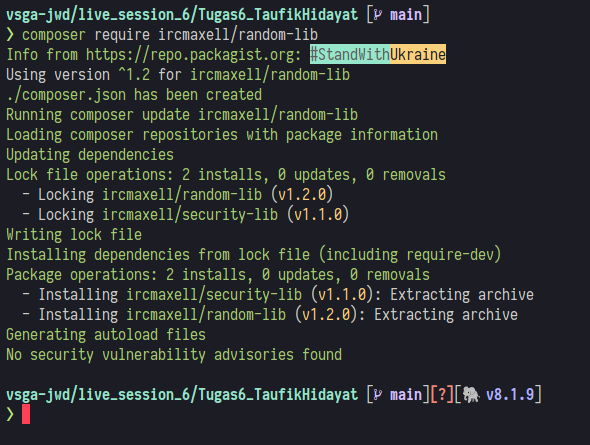 vsga-jwd/live_session_6/Tugas6_TaufikHidayat [ main]
❯ composer require ircmaxell/random-lib
Info from https://repo.packagist.org: #StandWithUkraine
Using version ^1.2 for ircmaxell/random-lib
./composer.json has been created
Running composer update ircmaxell/random-lib
Loading composer repositories with package information
Updating dependencies
Lock file operations: 2 installs, 0 updates, 0 removals
  - Locking ircmaxell/random-lib (v1.2.0)
  - Locking ircmaxell/security-lib (v1.1.0)
Writing lock file
Installing dependencies from lock file (including require-dev)
Package operations: 2 installs, 0 updates, 0 removals
  - Installing ircmaxell/security-lib (v1.1.0): Extracting archive
  - Installing ircmaxell/random-lib (v1.2.0): Extracting archive
Generating autoload files
No security vulnerability advisories found
vsga-jwd/live_session_6/Tugas6_TaufikHidayat [ main][?][🐘 v8.1.9]
❯